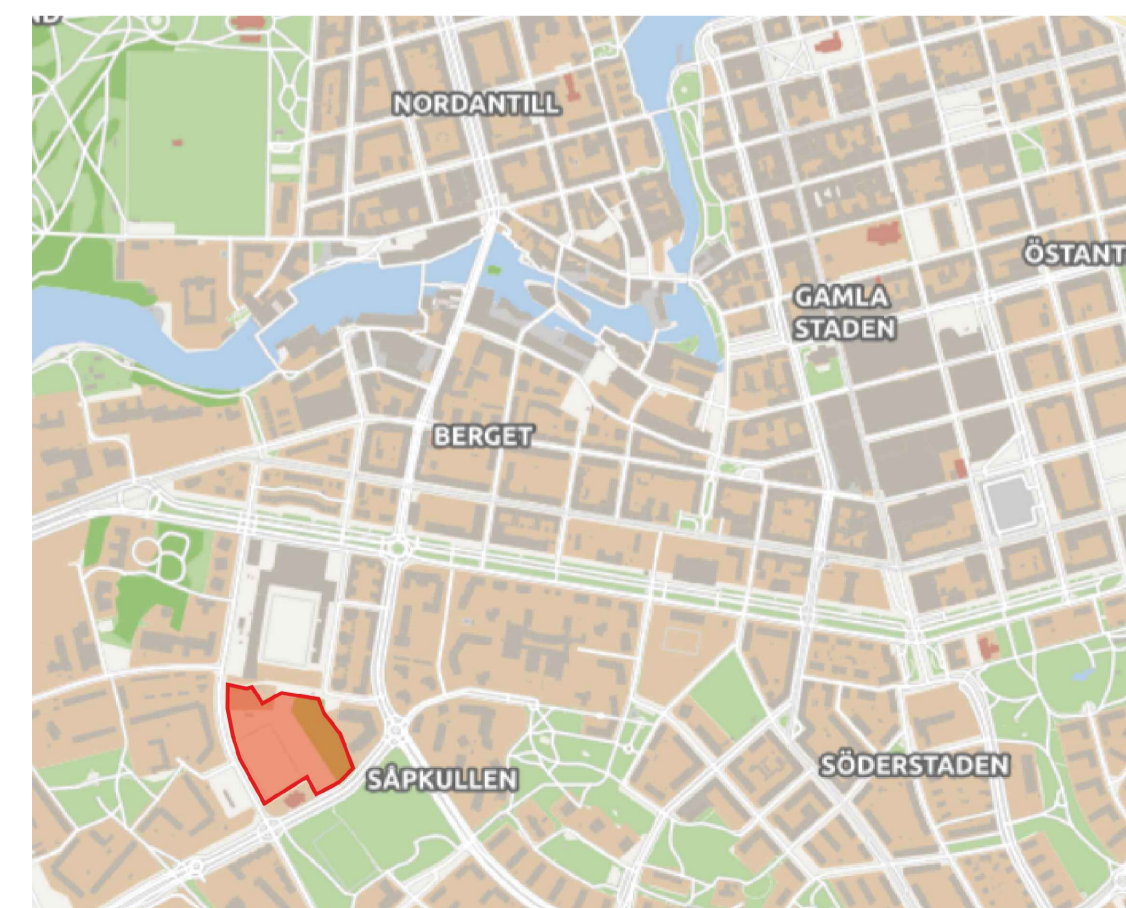 NORDANTILL
ÖSTANT
GAMLA
STADEN
BERGET
SÅPKULLEN
SÖDERSTADEN